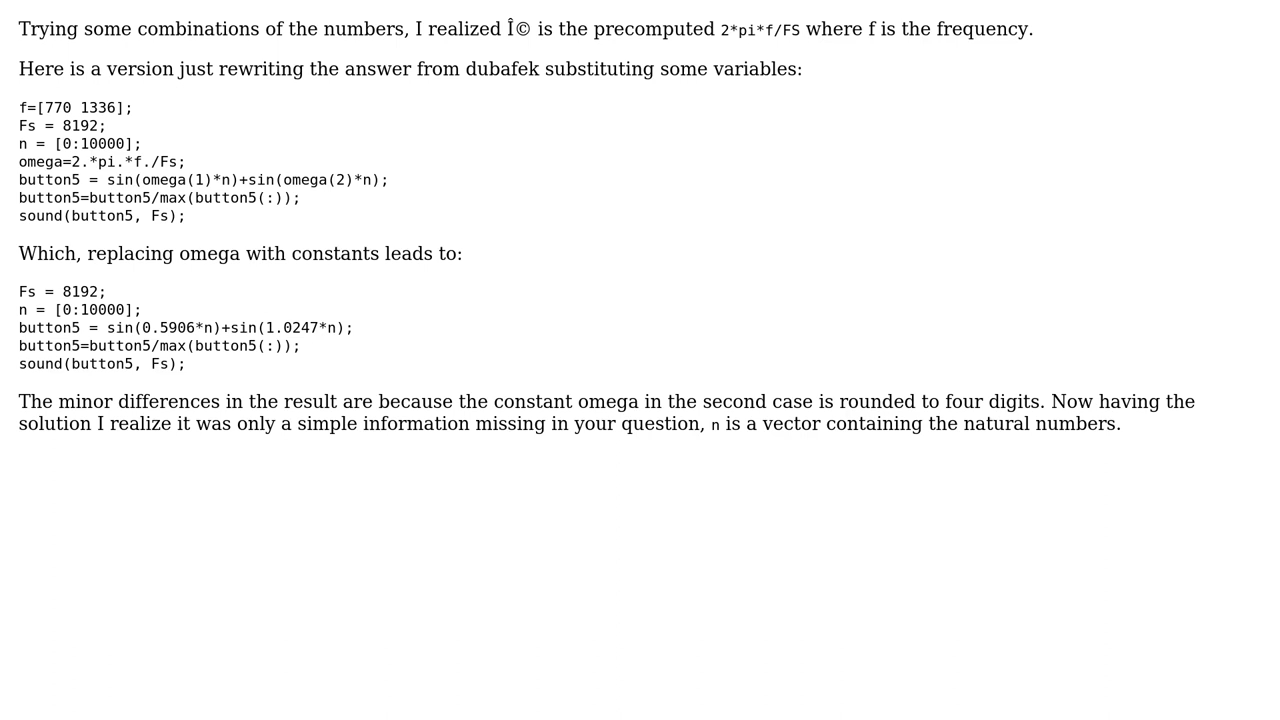 Trying some combinations of the numbers, I realized Î© is the precomputed 2*pi*f/FS where f is the frequency.
Here is a version just rewriting the answer from dubafek substituting some variables:
f=[770 1336];
Fs = 8192;
n = [0:10000];
omega=2.*pi.*f./Fs;
button5 = sin(omega(1)*n)+sin(omega(2)*n);
button5=button5/max(button5(:));
sound(button5, Fs);
Which, replacing omega with constants leads to:
Fs = 8192;
n = [0:10000];
button5 = sin(0.5906*n)+sin(1.0247*n);
button5=button5/max(button5(:));
sound(button5, Fs);
The minor differences in the result are because the constant omega in the second case is rounded to four digits. Now having the
solution I realize it was only a simple information missing in your question, n is a vector containing the natural numbers.